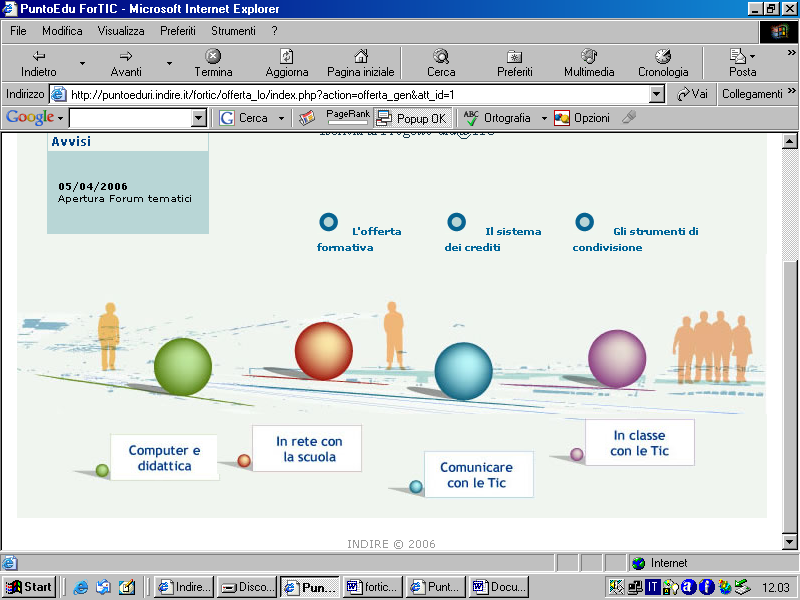 PuntoEdu ForTIC - Microsoft Internet Explorer
File Modifica Visualizza Preferiti Strumenti ?
Indietro Avanti Termina Aggiorna Pagina iniziale Cerca Preferiti Multimedia Cronologia Posta
Indirizzo http://puntoeduri.indire.it/fortic/offerta_lo/index.php?action=offerta_gen&att_id=1 Vai Collegamenti »
Google Cerca PageRank Popup OK ABC Ortografia Opzioni
Avvisi
05/04/2006
Apertura Forum tematici
L'offerta
formativa
Il sistema
dei crediti
Gli strumenti di
condivisione
Computer e
didattica
In rete con
la scuola
Comunicare
con le Tic
In classe
con le Tic
INDIRE © 2006
Internet
Start Indire... Disco... Pun... fortic... Punt... Docu... IT 12.03